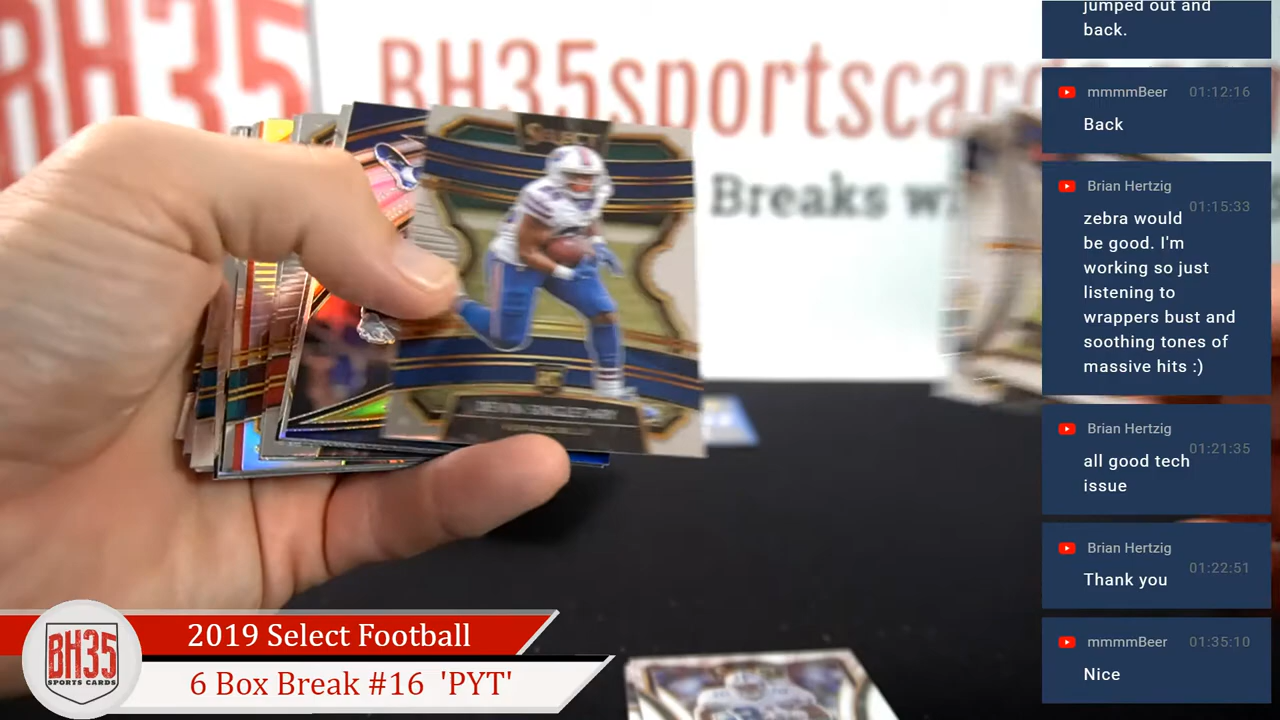 BH35
BH35sportscards
Breaks w
SELECT
RC
DEVIN SINGLETARY
jumped out and
back.
mmmmBeer 01:12:16
Back
Brian Hertzig 01:15:33
zebra would
be good. I'm
working so just
listening to
wrappers bust and
soothing tones of
massive hits :)
Brian Hertzig 01:21:35
all good tech
issue
Brian Hertzig 01:22:51
Thank you
mmmmBeer 01:35:10
Nice
BH35
SPORTS CARDS
2019 Select Football
6 Box Break #16 'PYT'